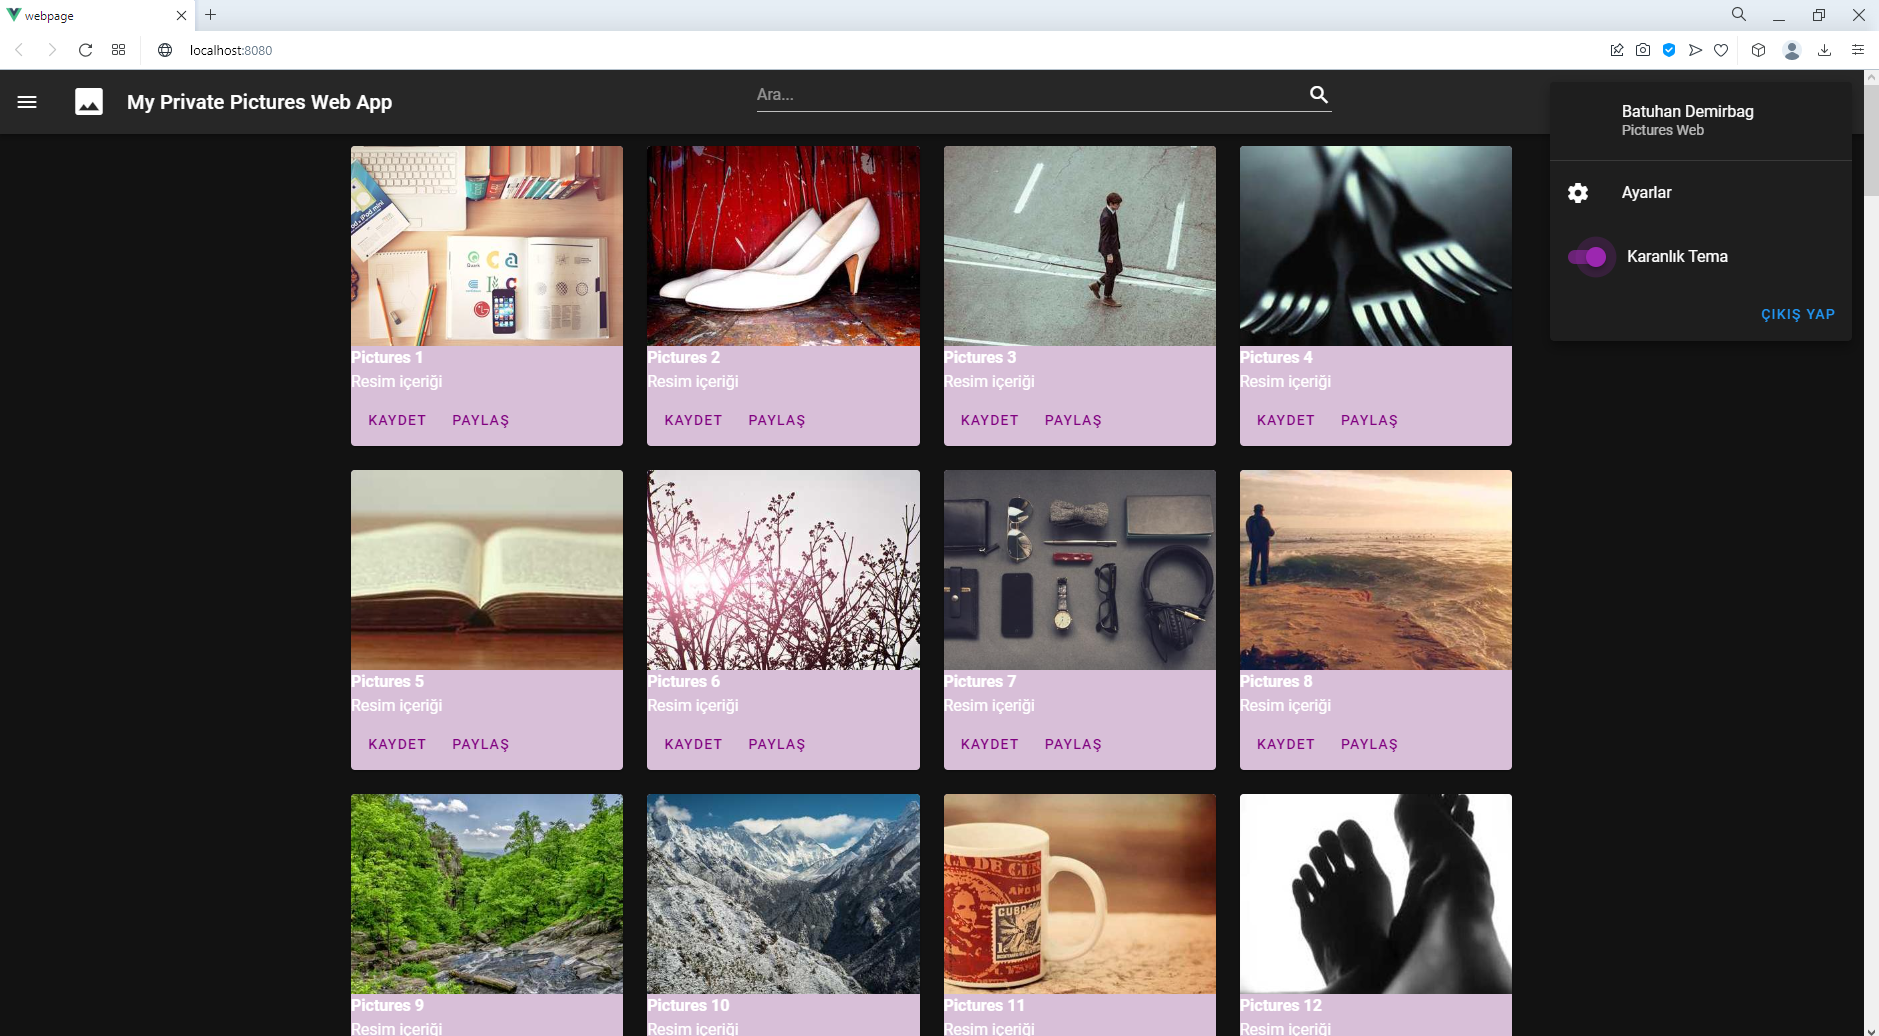 webpage
localhost:8080
My Private Pictures Web App
Ara...
Batuhan Demirbag
Pictures Web
Ayarlar
Karanlık Tema
ÇIKIŞ YAP
Pictures 1
Resim içeriği
KAYDET PAYLAŞ
Pictures 2
Resim içeriği
KAYDET PAYLAŞ
Pictures 3
Resim içeriği
KAYDET PAYLAŞ
Pictures 4
Resim içeriği
KAYDET PAYLAŞ
Pictures 5
Resim içeriği
KAYDET PAYLAŞ
Pictures 6
Resim içeriği
KAYDET PAYLAŞ
Pictures 7
Resim içeriği
KAYDET PAYLAŞ
Pictures 8
Resim içeriği
KAYDET PAYLAŞ
Pictures 9
Resim içeriği
Pictures 10
Resim içeriği
Pictures 11
Resim içeriği
Pictures 12
Resim içeriği